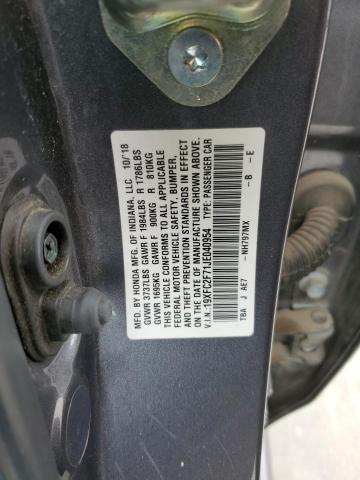 MFD. BY HONDA MFG. OF INDIANA, LLC 10/18
GVWR 3737LBS GAWR F 1984LBS R 1786LBS
GVWR 1695KG GAWR F 900KG R 810KG
THIS VEHICLE CONFORMS TO ALL APPLICABLE
FEDERAL MOTOR VEHICLE SAFETY, BUMPER,
AND THEFT PREVENTION STANDARDS IN EFFECT
ON THE DATE OF MANUFACTURE SHOWN ABOVE.
V.I.N.:19XFC2F71JE040954 TYPE: PASSENGER CAR
TBA J AE7 – NH797MX – B – E